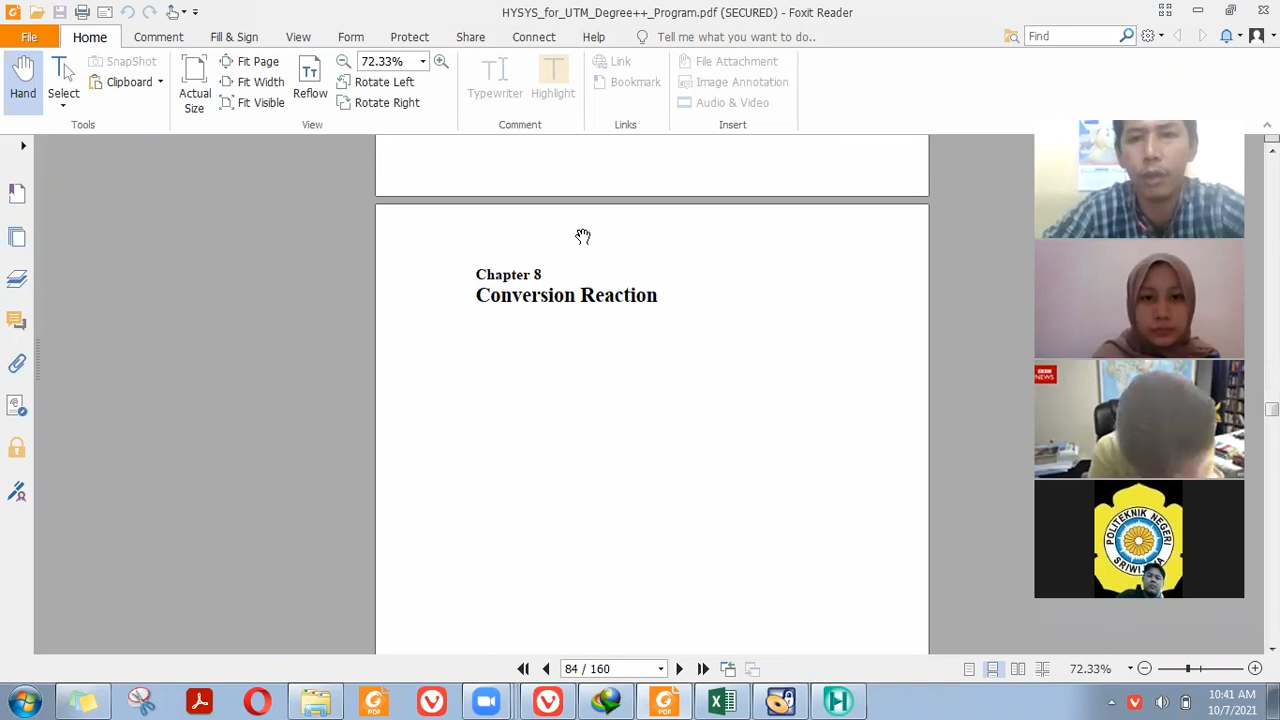 HYSYS_for_UTM_Degree++_Program.pdf (SECURED) - Foxit Reader
File Home Comment Fill & Sign View Form Protect Share Connect Help Tell me what you want to do.. Find
Hand
Select
SnapShot
Clipboard
Tools
Actual
Size
Fit Page
Fit Width
Fit Visible
Reflow
72.33%
Rotate Left
Rotate Right
View
Typewriter
Highlight
Comment
Link
Bookmark
Links
File Attachment
Image Annotation
Audio & Video
Insert
Chapter 8
Conversion Reaction
BBC
NEWS
POLITEKNIK NEGERI
SRIWIJAYA
84 / 160
72.33%
PDF
PDF
10:41 AM
10/7/2021